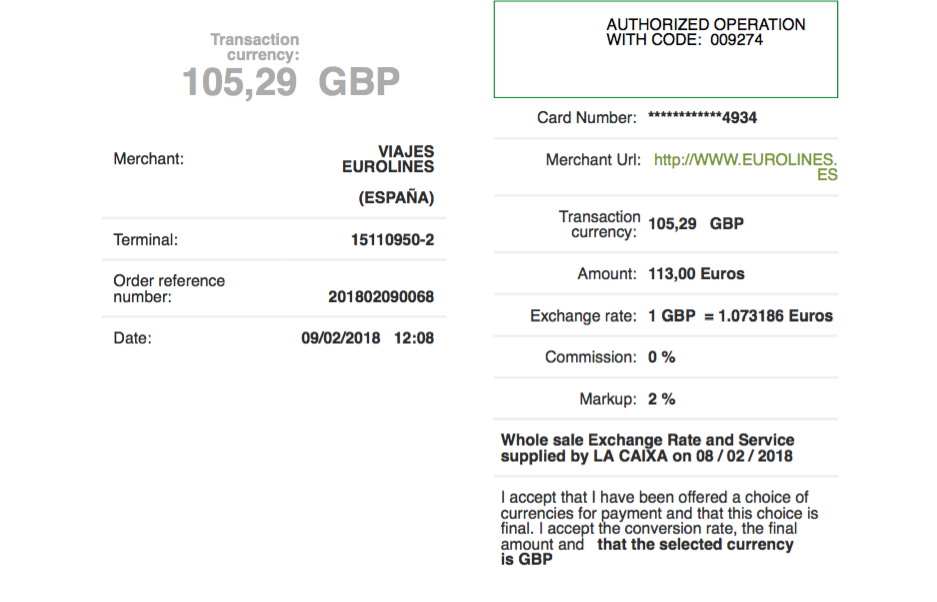 Transaction
currency:
105,29 GBP
Merchant: VIAJES
EUROLINES
(ESPAÑA)
Terminal: 15110950-2
Order reference
number: 201802090068
Date: 09/02/2018 12:08
AUTHORIZED OPERATION
WITH CODE: 009274
Card Number: ************4934
Merchant Url: http://WWW.EUROLINES.
ES
Transaction
currency: 105,29 GBP
Amount: 113,00 Euros
Exchange rate: 1 GBP = 1.073186 Euros
Commission: 0 %
Markup: 2 %
Whole sale Exchange Rate and Service
supplied by LA CAIXA on 08 / 02 / 2018
I accept that I have been offered a choice of
currencies for payment and that this choice is
final. I accept the conversion rate, the final
amount and that the selected currency
is GBP